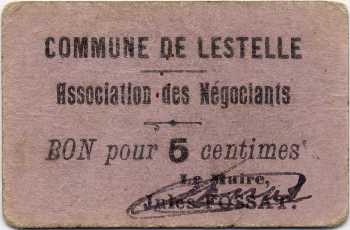 COMMUNE DE LESTELLE
Association des Négociants
BON pour 5 centimes
Le Maire,
Jules FOSSAT.